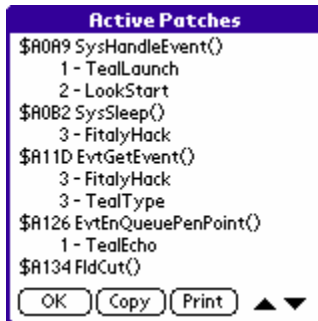 Active Patches
$A0A9 SysHandleEvent()
1 - TealLaunch
2 - LookStart
$A0B2 SysSleep()
3 - FitalyHack
$A11D EvtGetEvent()
3 - FitalyHack
3 - TealType
$A126 EvtEnQueuePenPoint()
1 - TealEcho
$A134 FldCut()
OK Copy Print